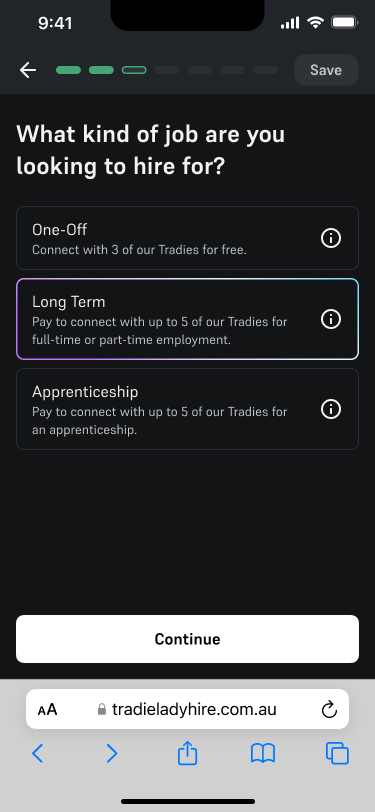 9:41
Save
What kind of job are you
looking to hire for?
One-Off
Connect with 3 of our Tradies for free.
Long Term
Pay to connect with up to 5 of our Tradies for
full-time or part-time employment.
Apprenticeship
Pay to connect with up to 5 of our Tradies for
an apprenticeship.
Continue
AA tradieladyhire.com.au